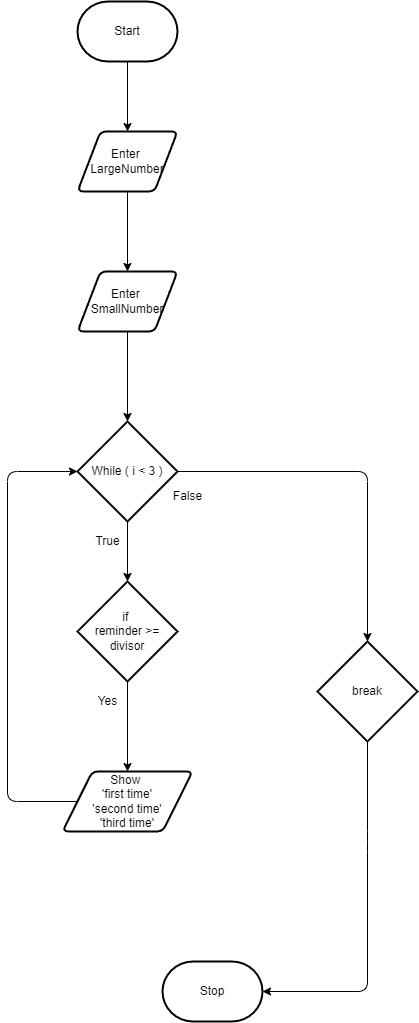 Start
Enter
LargeNumber
Enter
SmallNumber
While ( i < 3 )
False
True
if
reminder >=
divisor
Yes
break
Show
'first time'
'second time'
'third time'
Stop